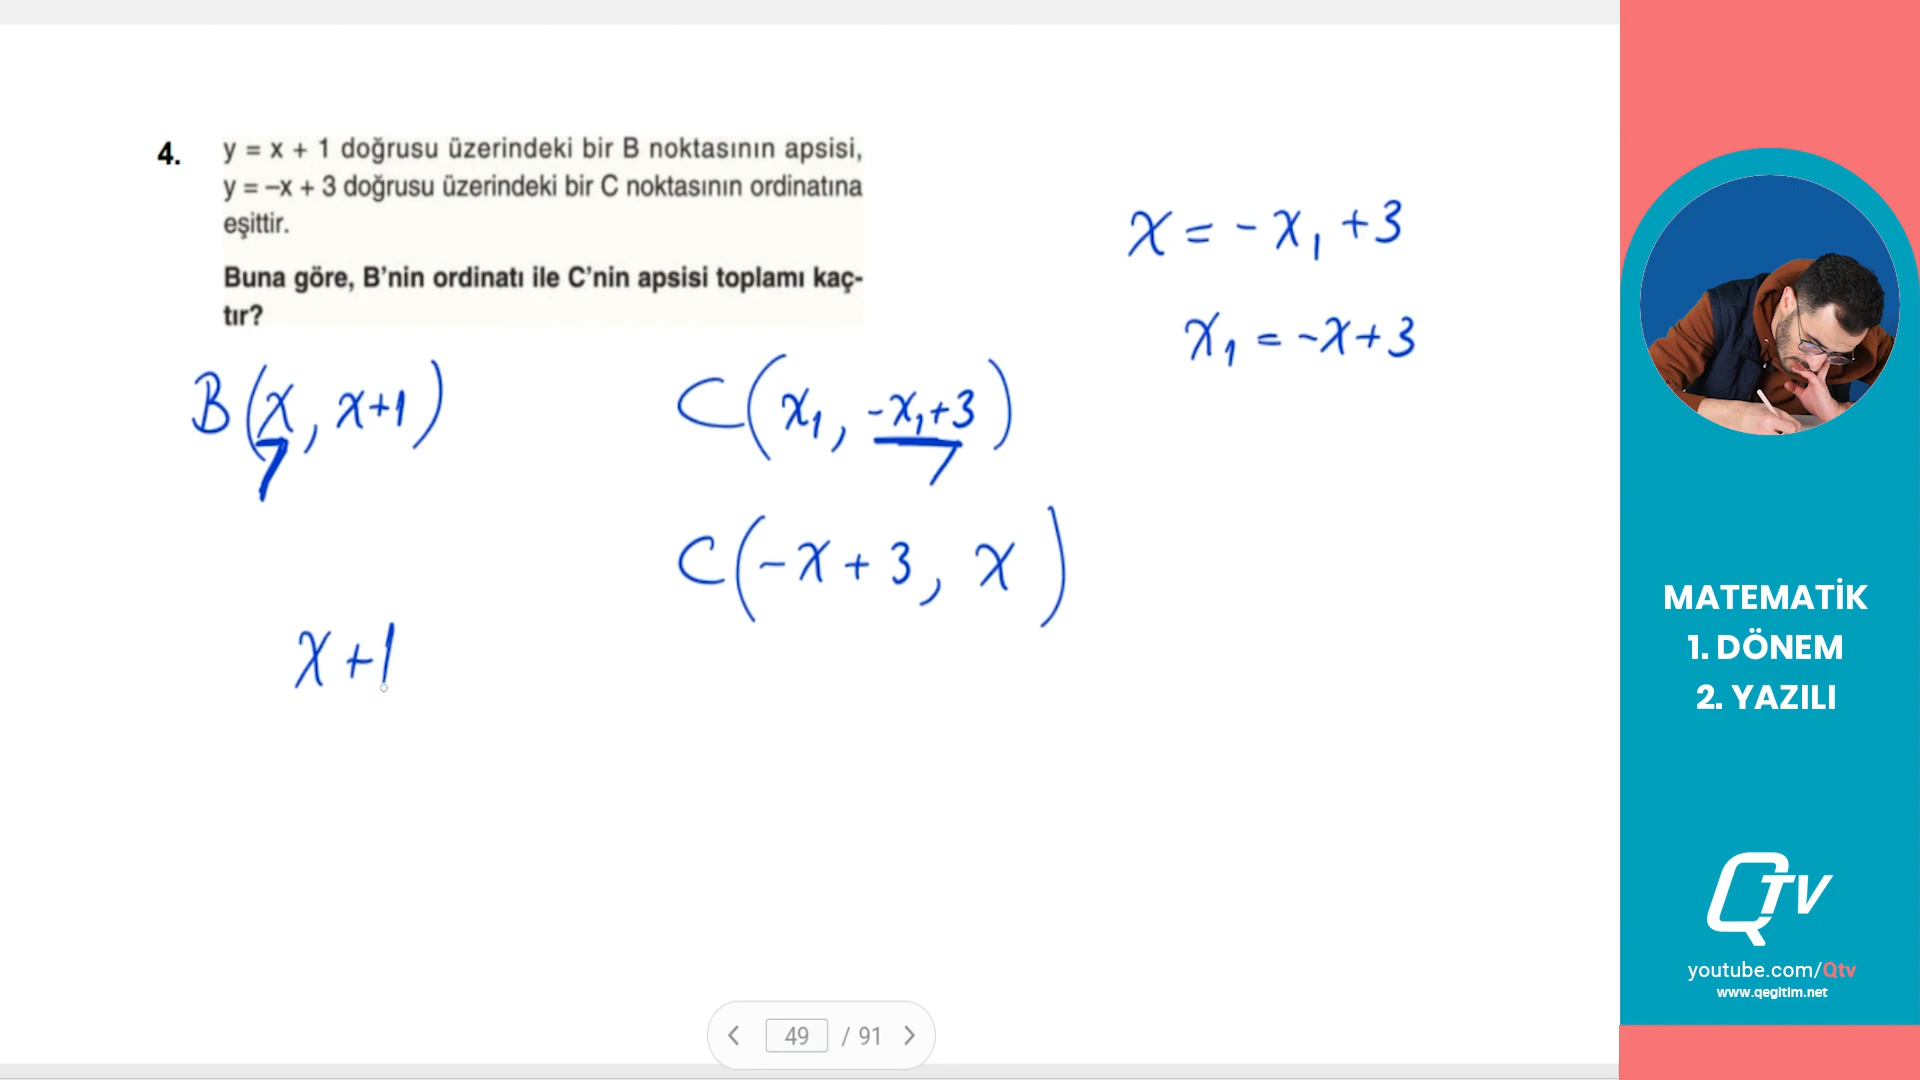 4. y = x + 1 doğrusu üzerindeki bir B noktasının apsisi,
y = –x + 3 doğrusu üzerindeki bir C noktasının ordinatına
eşittir.
Buna göre, B'nin ordinatı ile C'nin apsisi toplamı kaç-
tır?
x = -x₁ +3
x₁ = -x+3
B(x, x+1)
C(x₁, -x₁+3)
C(-x+3, x)
x+1
49 / 91
MATEMATİK
1. DÖNEM
2. YAZILI
QTV
youtube.com/Qtv
www.qegitim.net